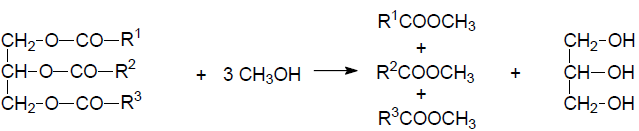 CH₂-O-CO-R¹
CH-O-CO-R²
CH₂-O-CO-R³
+ 3 CH₃OH
R¹COOCH₃
+
R²COOCH₃
+
R³COOCH₃
+
CH₂-OH
CH-OH
CH₂-OH